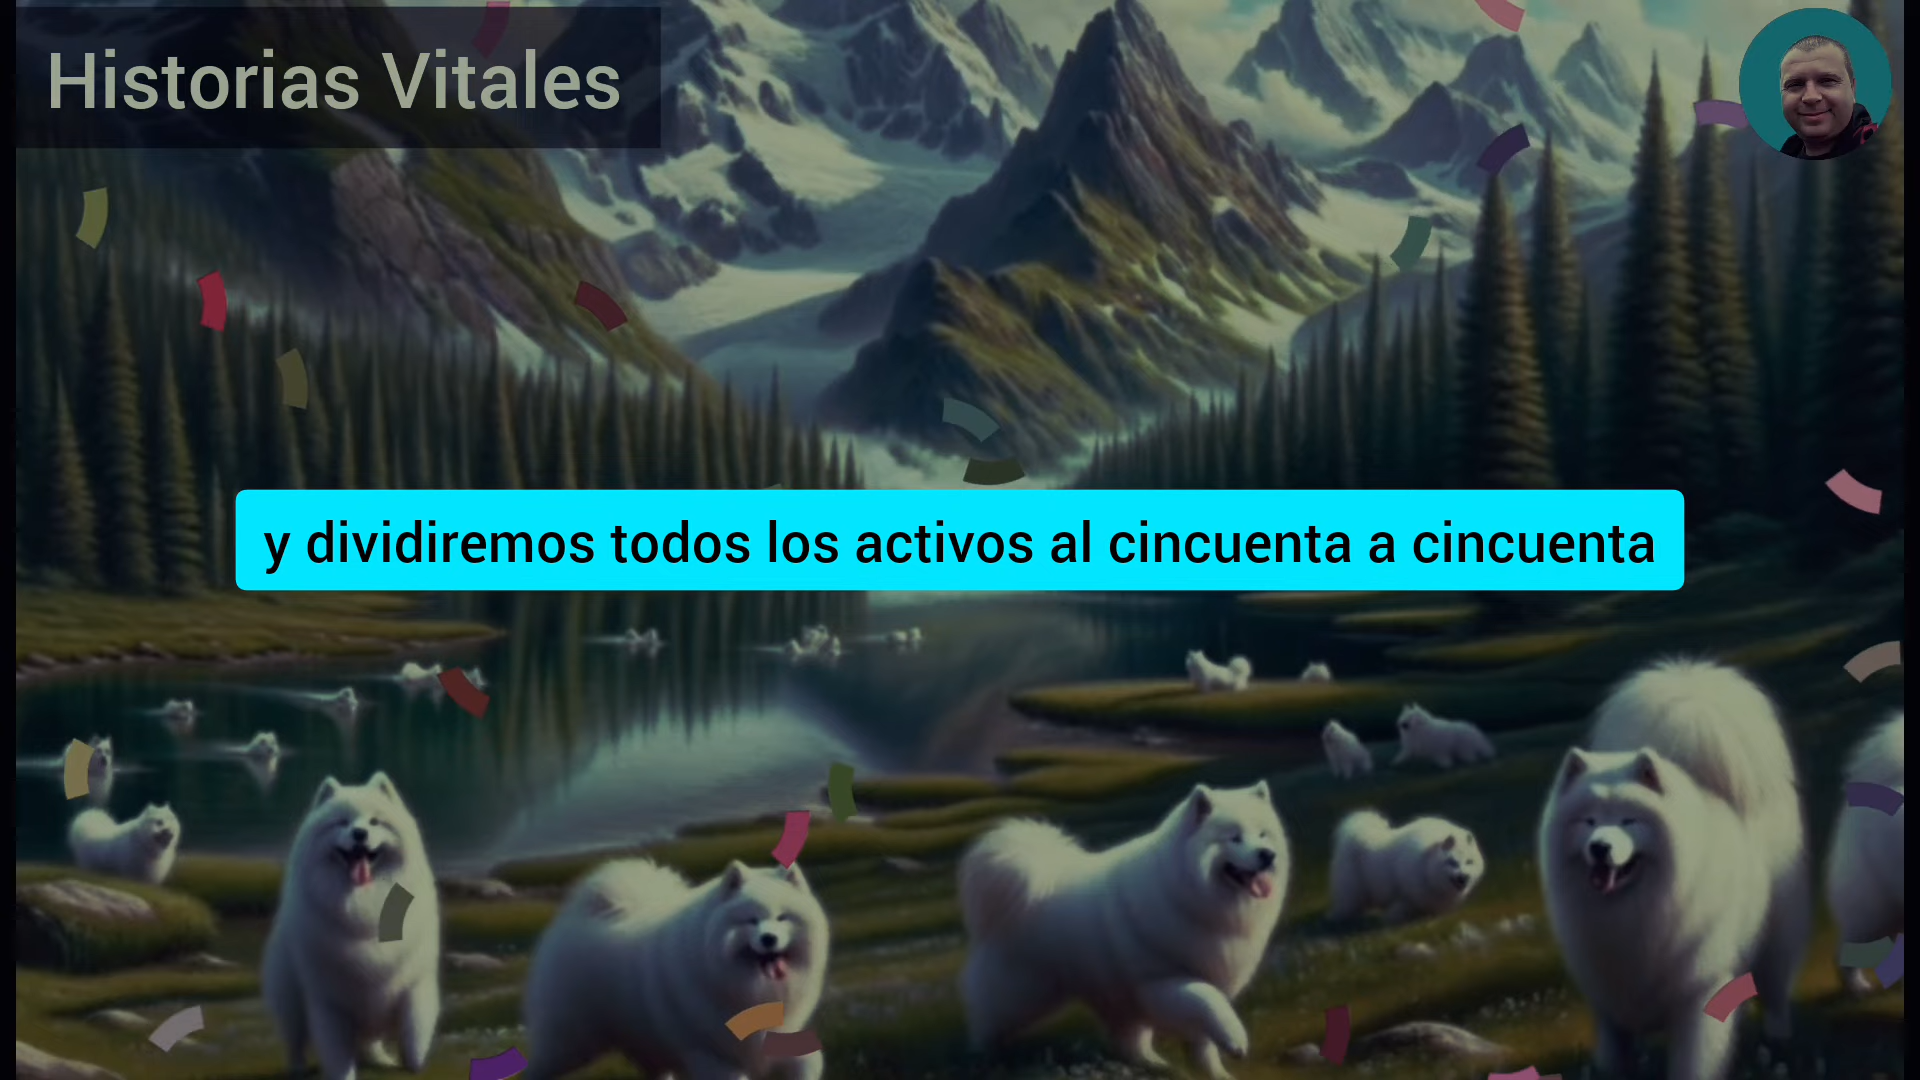 Historias Vitales
y dividiremos todos los activos al cincuenta a cincuenta